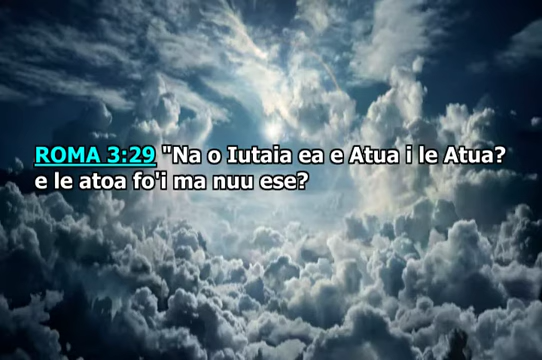 ROMA 3:29 "Na o Iutaia ea e Atua i le Atua?
e le atoa fo'i ma nuu ese?